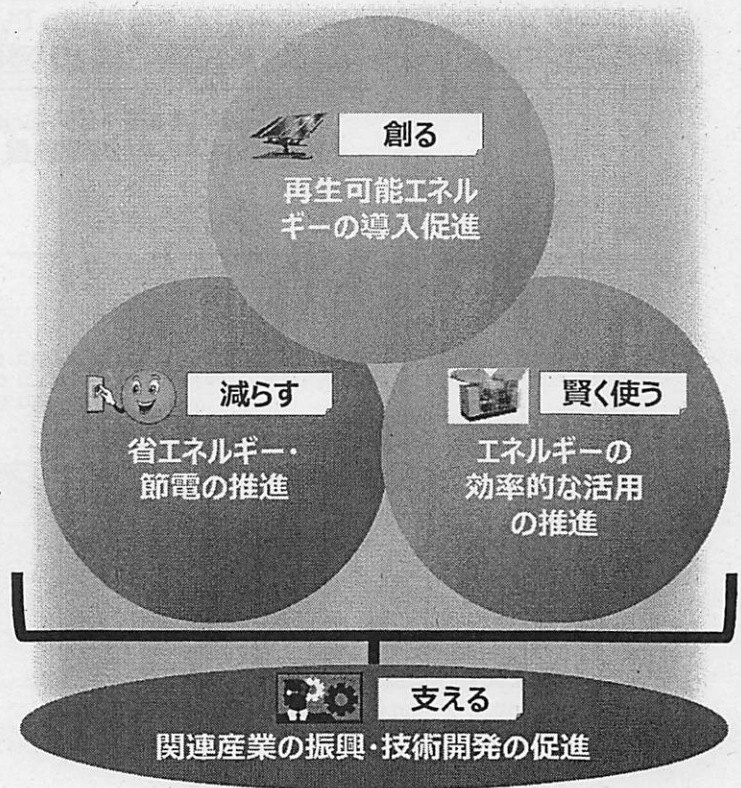 創る
再生可能エネル
ギーの導入促進
減らす
省エネルギー・
節電の推進
賢く使う
エネルギーの
効率的な活用
の推進
支える
関連産業の振興・技術開発の促進